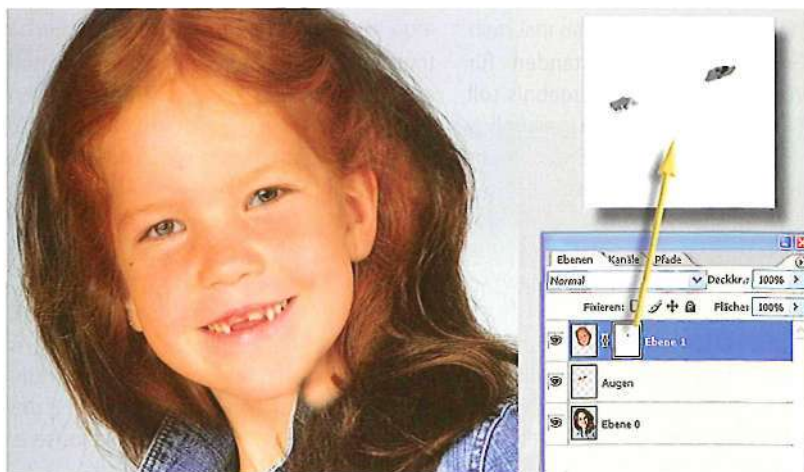 Ebenen Kanäle Pfade
Normal Deckkr.: 100%
Fixieren: Fläche: 100%
Ebene 1
Augen
Ebene 0